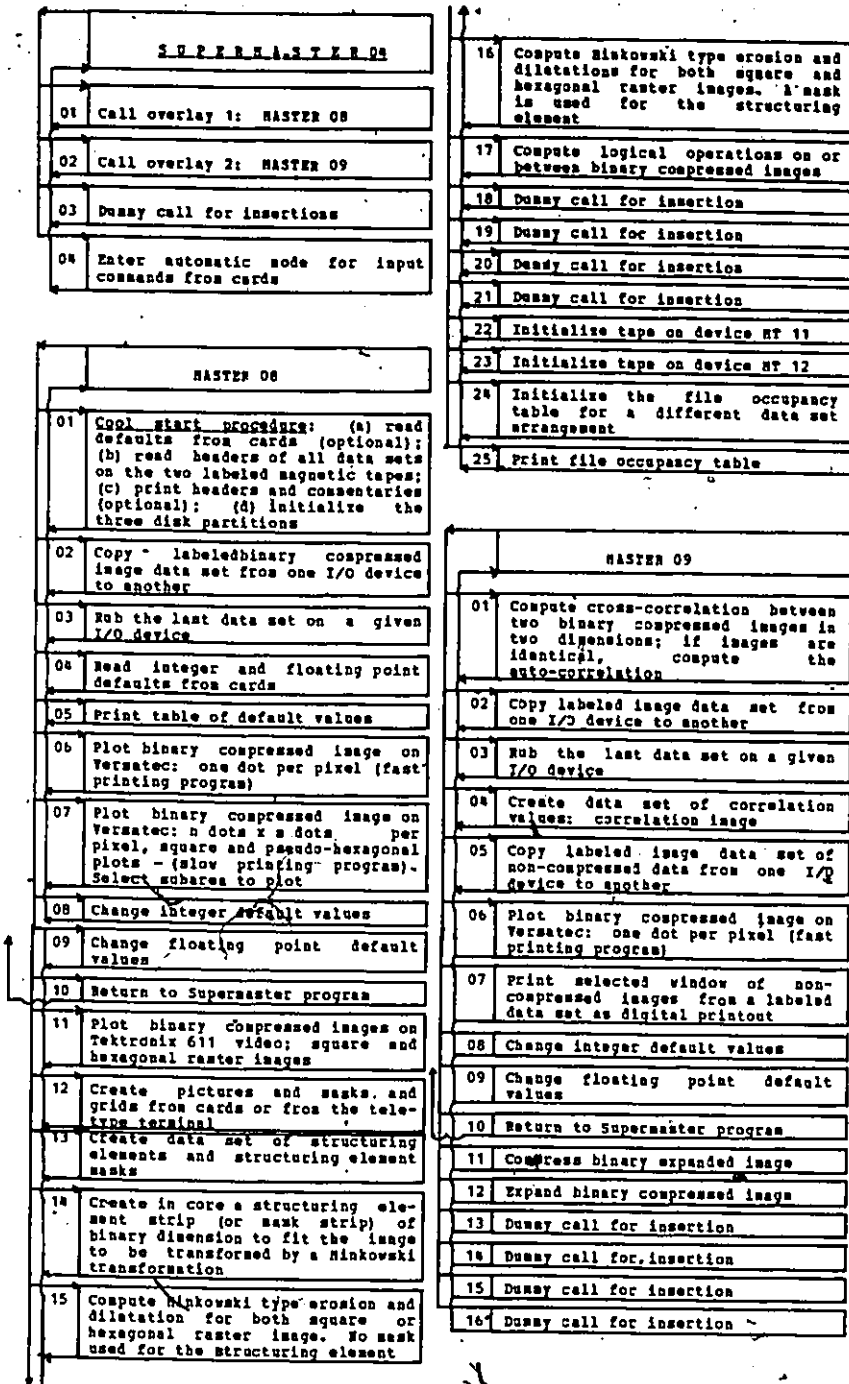 SUPERMASTER 04
01 Call overlay 1: MASTER 08
02 Call overlay 2: MASTER 09
03 Dummy call for insertions
04 Enter automatic mode for input
commands from cards
MASTER 08
01 Cool start procedure: (a) read
defaults from cards (optional);
(b) read headers of all data sets
on the two labeled magnetic tapes;
(c) print headers and commentaries
(optional); (d) initialize the
three disk partitions
02 Copy labeledbinary compressed
image data set from one I/O device
to another
03 Rub the last data set on a given
I/O device
04 Read integer and floating point
defaults from cards
05 Print table of default values
06 Plot binary compressed image on
Versatec: one dot per pixel (fast
printing program)
07 Plot binary compressed image on
Versatec: n dots x m dots per
pixel, square and pseudo-hexagonal
plots - (slow printing program).
Select subarea to plot
08 Change integer default values
09 Change floating point default
values
10 Return to Supermaster program
11 Plot binary compressed images on
Tektronix 611 video; square and
hexagonal raster images
12 Create pictures and masks, and
grids from cards or from the tele-
type terminal
13 Create data set of structuring
elements and structuring element
masks
14 Create in core a structuring ele-
ment strip (or mask strip) of
binary dimension to fit the image
to be transformed by a Minkowski
transformation
15 Compute Minkowski type erosion and
dilatation for both square or
hexagonal raster image. No mask
used for the structuring element
16 Compute Minkowski type erosion and
dilatations for both square and
hexagonal raster images. A mask
is used for the structuring
element
17 Compute logical operations on or
between binary compressed images
18 Dummy call for insertion
19 Dummy call for insertion
20 Dummy call for insertion
21 Dummy call for insertion
22 Initialize tape on device MT 11
23 Initialize tape on device MT 12
24 Initialize the file occupancy
table for a different data set
arrangement
25 Print file occupancy table
MASTER 09
01 Compute cross-correlation between
two binary compressed images in
two dimensions; if images are
identical, compute the
auto-correlation
02 Copy labeled image data set from
one I/O device to another
03 Rub the last data set on a given
I/O device
04 Create data set of correlation
values: correlation image
05 Copy labeled image data set of
non-compressed data from one I/O
device to another
06 Plot binary compressed image on
Versatec: one dot per pixel (fast
printing program)
07 Print selected window of non-
compressed images from a labeled
data set as digital printout
08 Change integer default values
09 Change floating point default
values
10 Return to Supermaster program
11 Compress binary expanded image
12 Expand binary compressed image
13 Dummy call for insertion
14 Dummy call for insertion
15 Dummy call for insertion
16 Dummy call for insertion